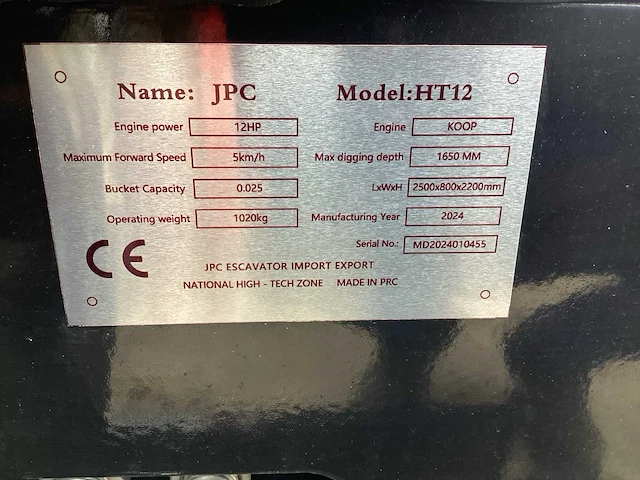 Name: JPC Model:HT12
Engine power 12HP Engine KOOP
Maximum Forward Speed 5km/h Max digging depth 1650 MM
Bucket Capacity 0.025 LxWxH 2500x800x2200mm
Operating weight 1020kg Manufacturing Year 2024
Serial No.: MD2024010455
CE
JPC ESCAVATOR IMPORT EXPORT
NATIONAL HIGH - TECH ZONE MADE IN PRC